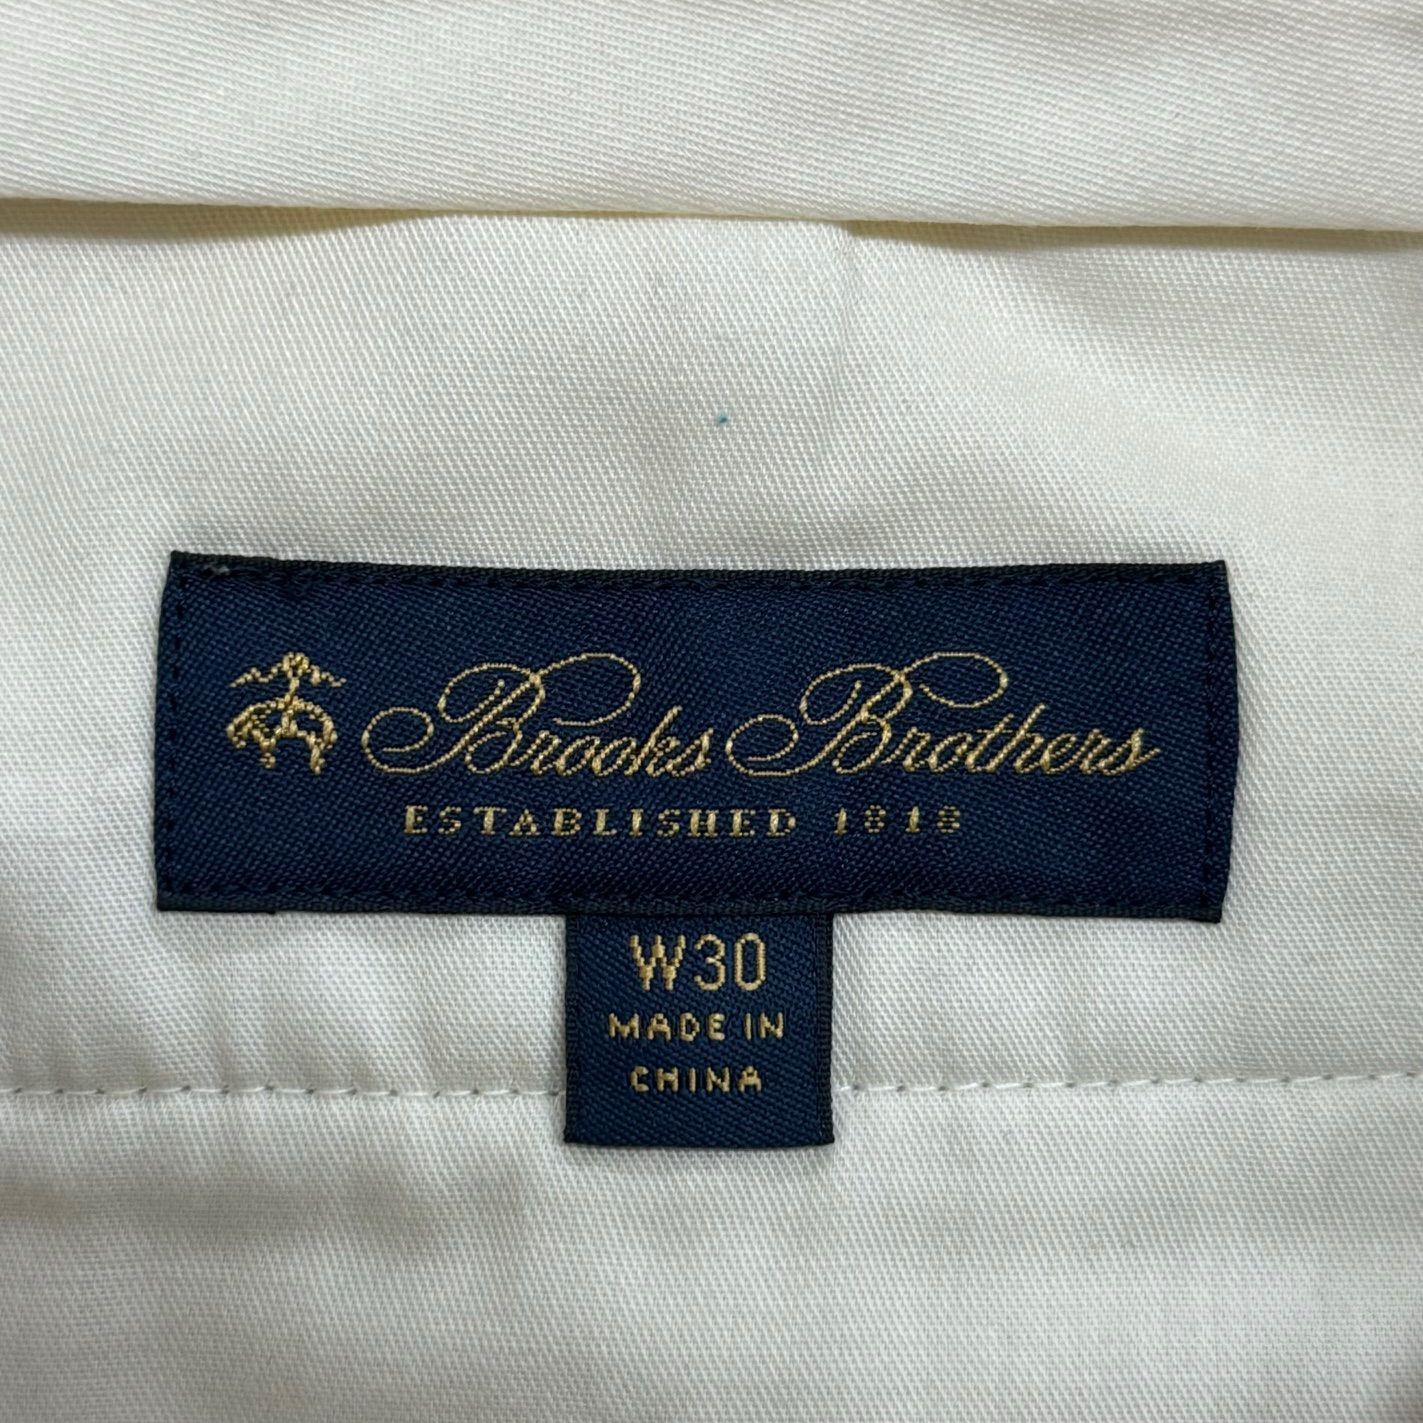 Brooks Brothers
ESTABLISHED 1818
W30
MADE IN
CHINA